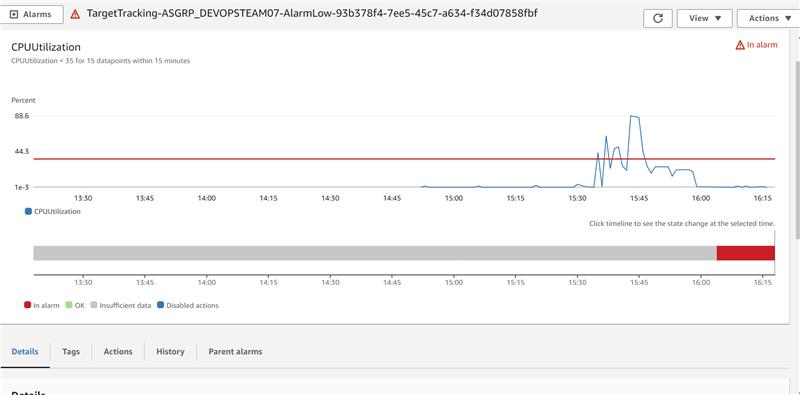 Alarms
TargetTracking-ASGRP_DEVOPSTEAM07-AlarmLow-93b378f4-7ee5-45c7-a634-f34d07858fbf
View
Actions
CPUUtilization
In alarm
CPUUtilization < 35 for 15 datapoints within 15 minutes
Percent
88.6
44.3
1e-3
13:30 13:45 14:00 14:15 14:30 14:45 15:00 15:15 15:30 15:45 16:00 16:15
CPUUtilization
Click timeline to see the state change at the selected time.
13:30 13:45 14:00 14:15 14:30 14:45 15:00 15:15 15:30 15:45 16:00 16:15
In alarm OK Insufficient data Disabled actions
Details Tags Actions History Parent alarms
Details